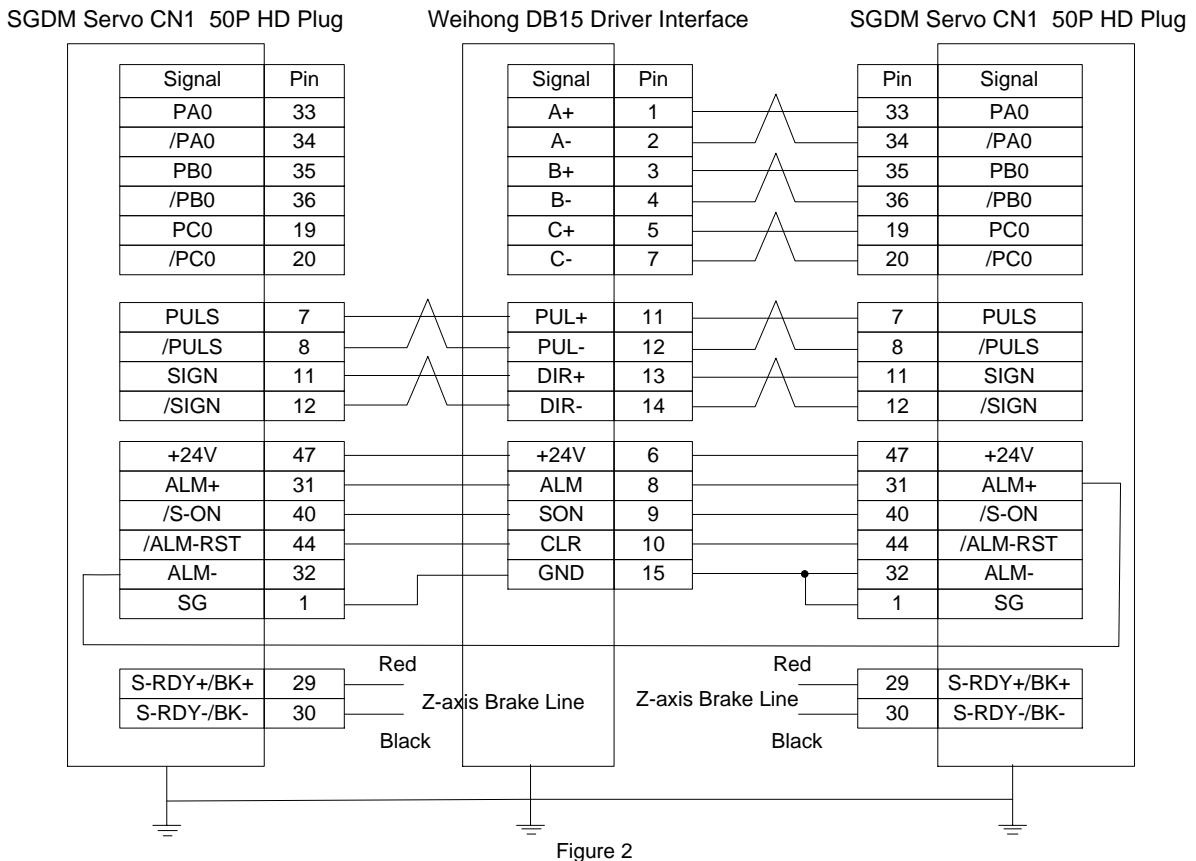 SGDM Servo CN1 50P HD Plug Weihong DB15 Driver Interface SGDM Servo CN1 50P HD Plug
Signal Pin Signal Pin Pin Signal
PA0 33 A+ 1 33 PA0
/PA0 34 A- 2 34 /PA0
PB0 35 B+ 3 35 PB0
/PB0 36 B- 4 36 /PB0
PC0 19 C+ 5 19 PC0
/PC0 20 C- 7 20 /PC0
PULS 7 PUL+ 11 7 PULS
/PULS 8 PUL- 12 8 /PULS
SIGN 11 DIR+ 13 11 SIGN
/SIGN 12 DIR- 14 12 /SIGN
+24V 47 +24V 6 47 +24V
ALM+ 31 ALM 8 31 ALM+
/S-ON 40 SON 9 40 /S-ON
/ALM-RST 44 CLR 10 44 /ALM-RST
ALM- 32 GND 15 32 ALM-
SG 1 1 SG
Red Red
S-RDY+/BK+ 29 29 S-RDY+/BK+
Z-axis Brake Line Z-axis Brake Line
S-RDY-/BK- 30 30 S-RDY-/BK-
Black Black
Figure 2